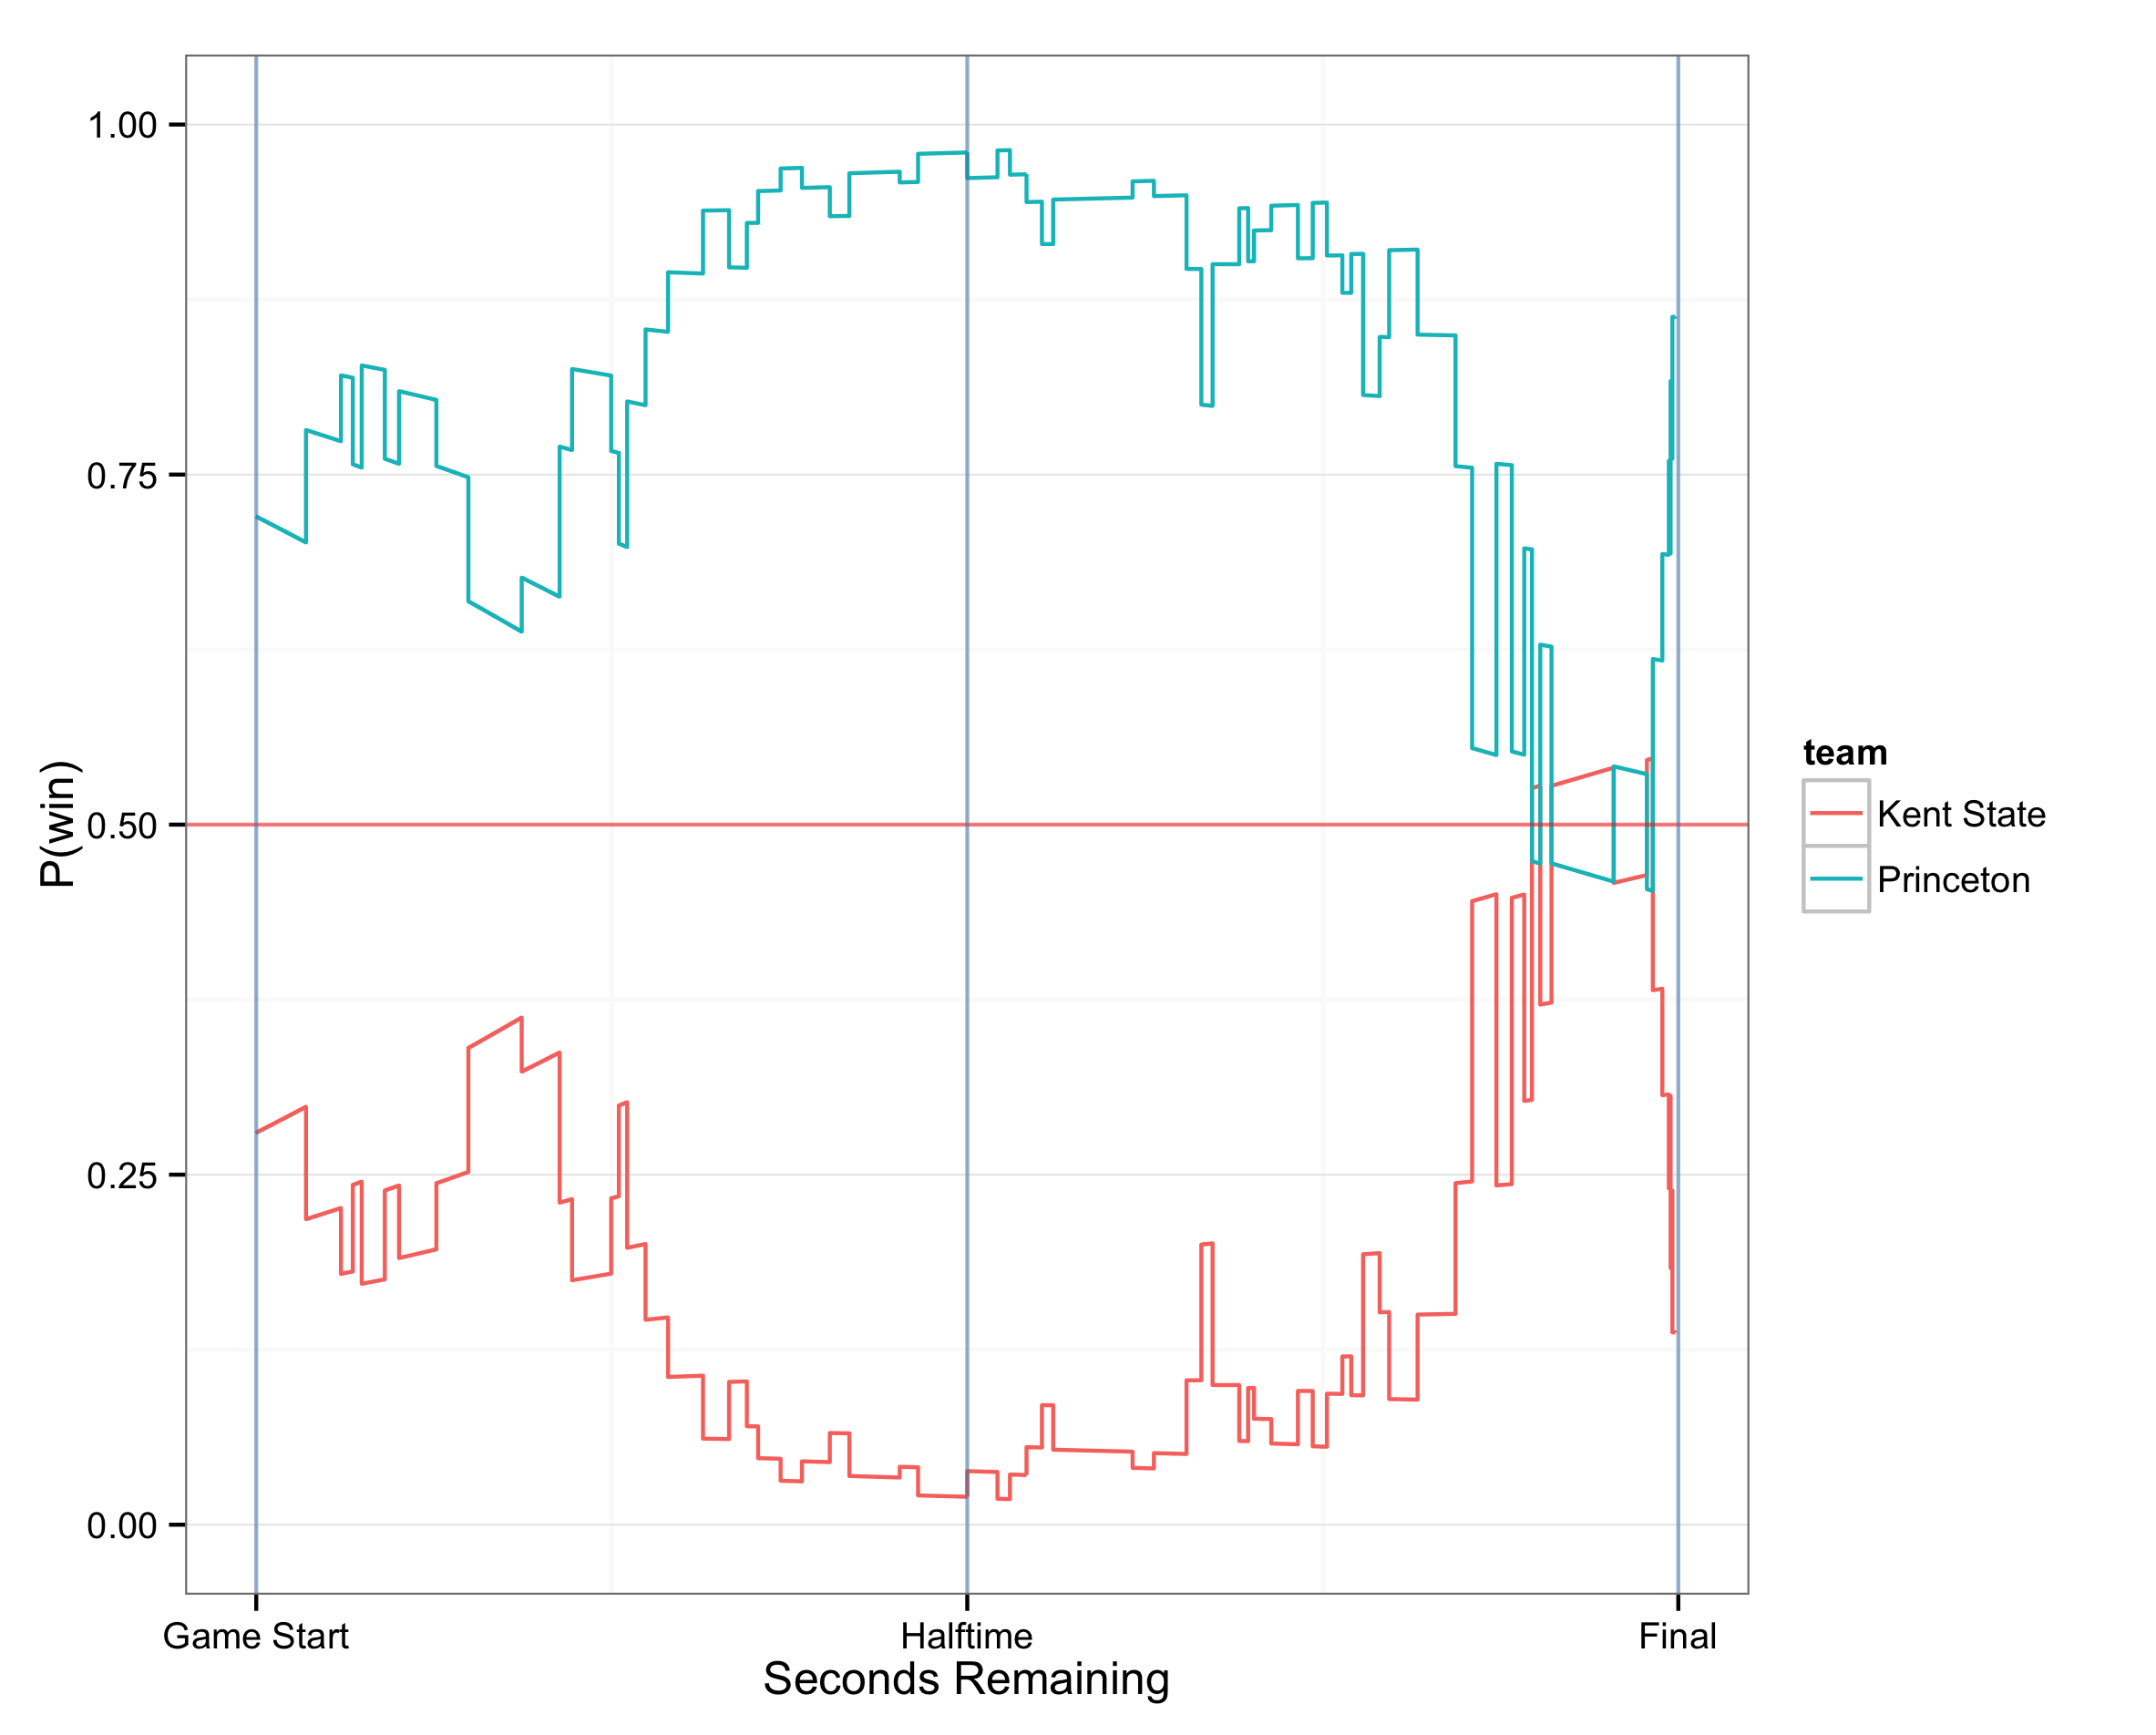 1.00
0.75
0.50
0.25
0.00
P(win)
Game Start
Halftime
Final
Seconds Remaining
team
Kent State
Princeton